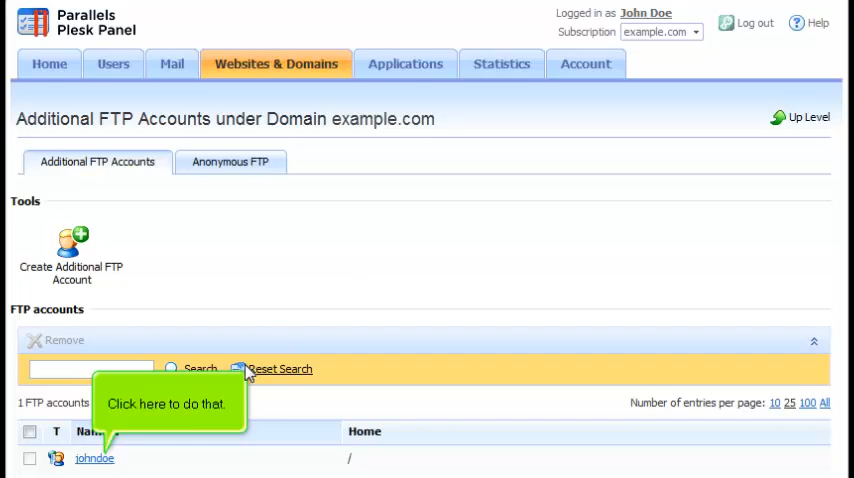 Parallels
Plesk Panel
Logged in as John Doe
Subscription example.com
Log out
Help
Home
Users
Mail
Websites & Domains
Applications
Statistics
Account
Additional FTP Accounts under Domain example.com
Up Level
Additional FTP Accounts
Anonymous FTP
Tools
Create Additional FTP
Account
FTP accounts
Remove
Search
Reset Search
Click here to do that.
1 FTP accounts
Number of entries per page: 10 25 100 All
T
Home
johndoe
/